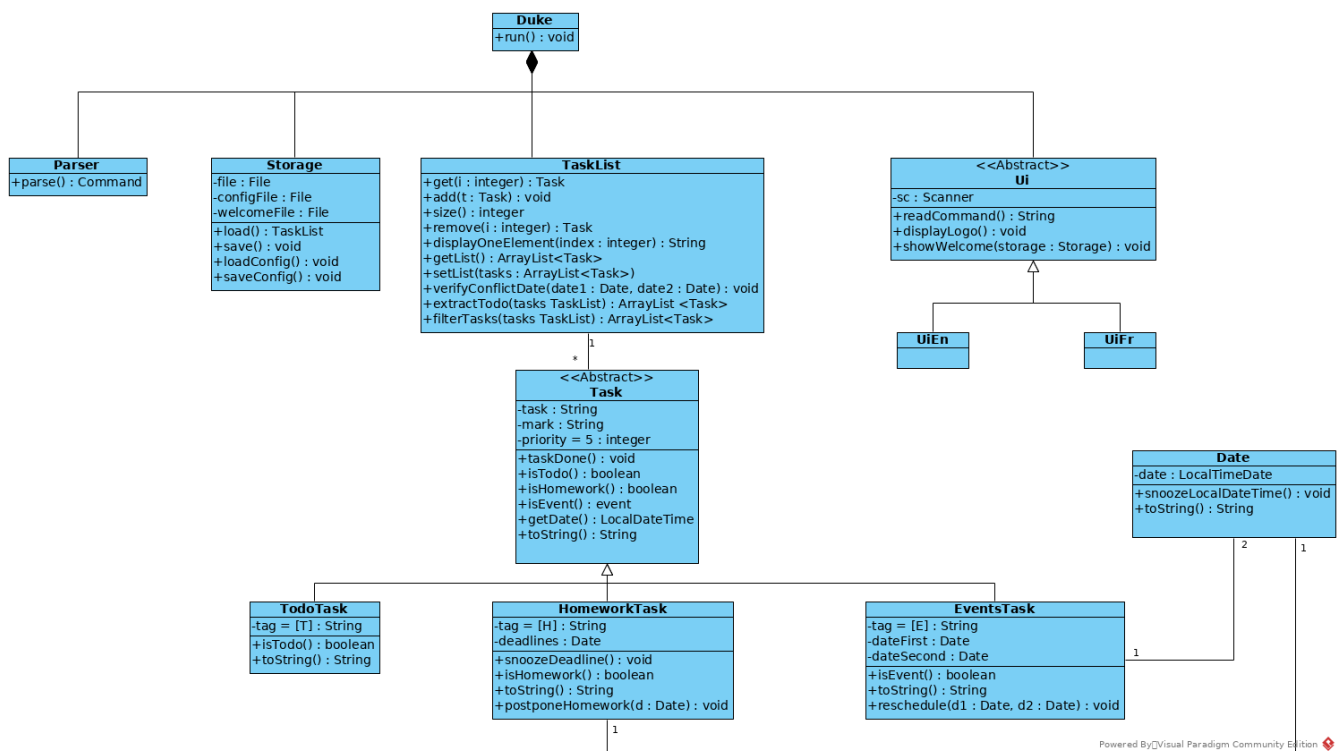 Duke
+run() : void
Parser
+parse() : Command
Storage
-file : File
-configFile : File
-welcomeFile : File
+load() : TaskList
+save() : void
+loadConfig() : void
+saveConfig() : void
TaskList
+get(i : integer) : Task
+add(t : Task) : void
+size() : integer
+remove(i : integer) : Task
+displayOneElement(index : integer) : String
+getList() : ArrayList<Task>
+setList(tasks : ArrayList<Task>)
+verifyConflictDate(date1 : Date, date2 : Date) : void
+extractTodo(tasks TaskList) : ArrayList <Task>
+filterTasks(tasks TaskList) : ArrayList<Task>
<<Abstract>>
Ui
-sc : Scanner
+readCommand() : String
+displayLogo() : void
+showWelcome(storage : Storage) : void
UiEn
UiFr
1
*
<<Abstract>>
Task
-task : String
-mark : String
-priority = 5 : integer
+taskDone() : void
+isTodo() : boolean
+isHomework() : boolean
+isEvent() : event
+getDate() : LocalDateTime
+toString() : String
Date
-date : LocalTimeDate
+snoozeLocalDateTime() : void
+toString() : String
2
1
TodoTask
-tag = [T] : String
+isTodo() : boolean
+toString() : String
HomeworkTask
-tag = [H] : String
-deadlines : Date
+snoozeDeadline() : void
+isHomework() : boolean
+toString() : String
+postponeHomework(d : Date) : void
1
EventsTask
-tag = [E] : String
-dateFirst : Date
-dateSecond : Date
+isEvent() : boolean
+toString() : String
+reschedule(d1 : Date, d2 : Date) : void
1
Powered By Visual Paradigm Community Edition